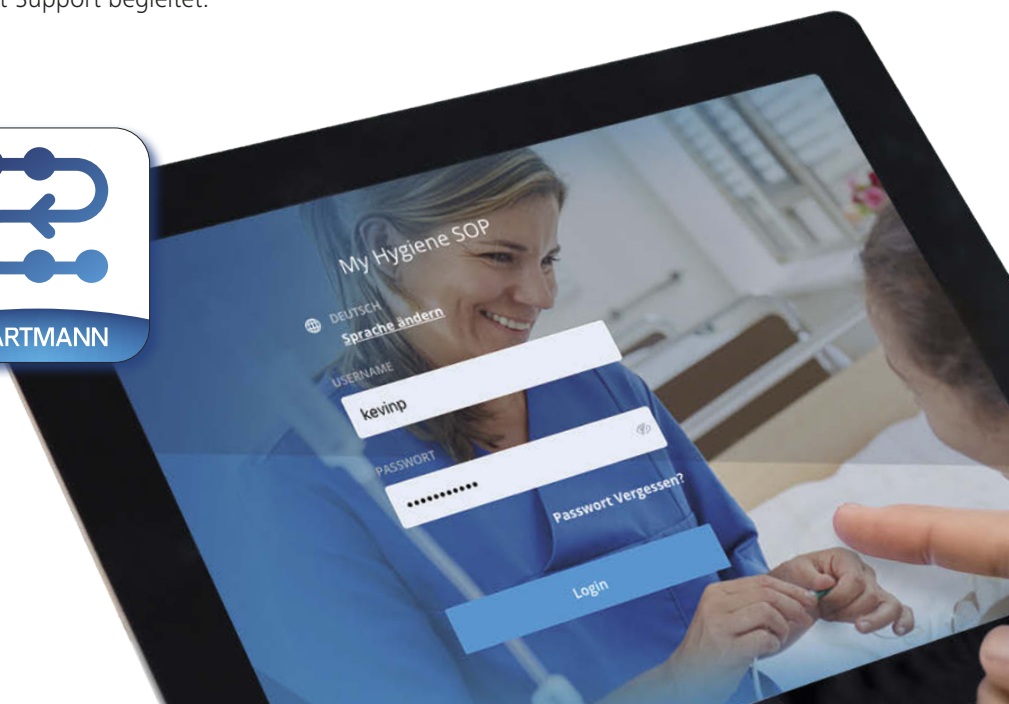 Support begleitet.
ARTMANN
My Hygiene SOP
DEUTSCH
Sprache ändern
USERNAME
kevinp
PASSWORT
•••••••••••
Passwort Vergessen?
Login